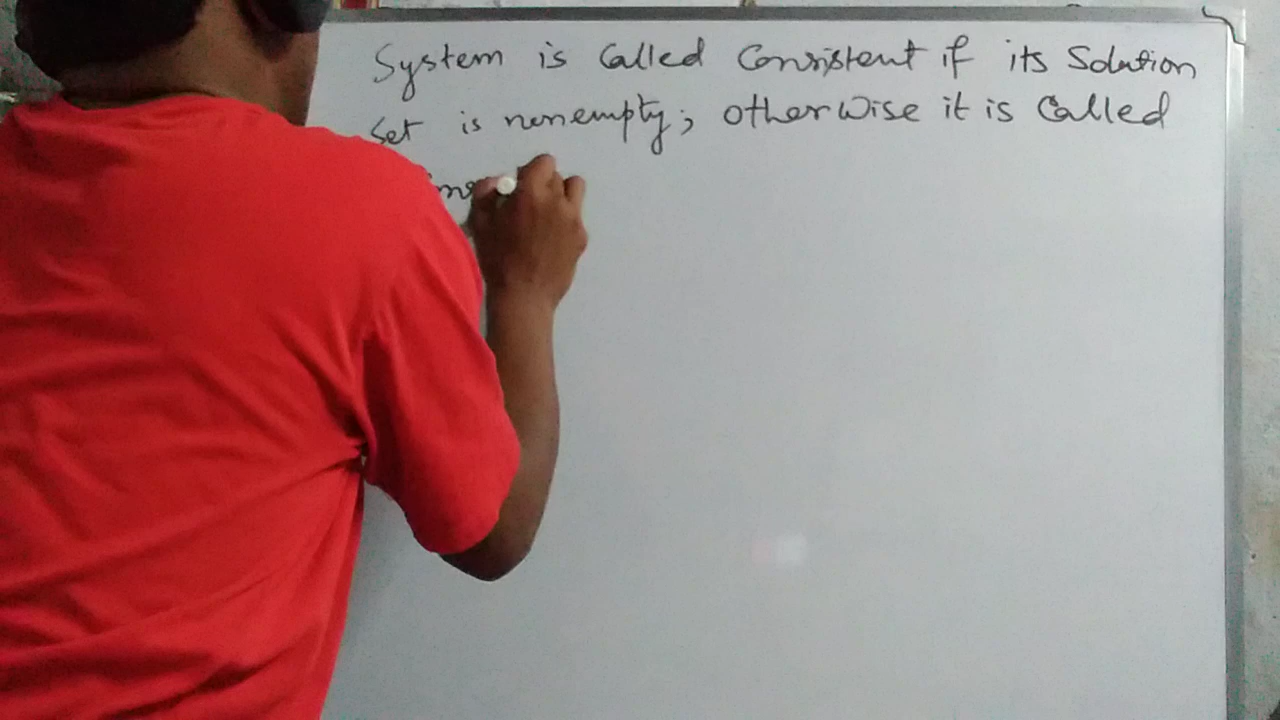 System is Called Consistent if its Solution
Set is nonempty; otherwise it is Called